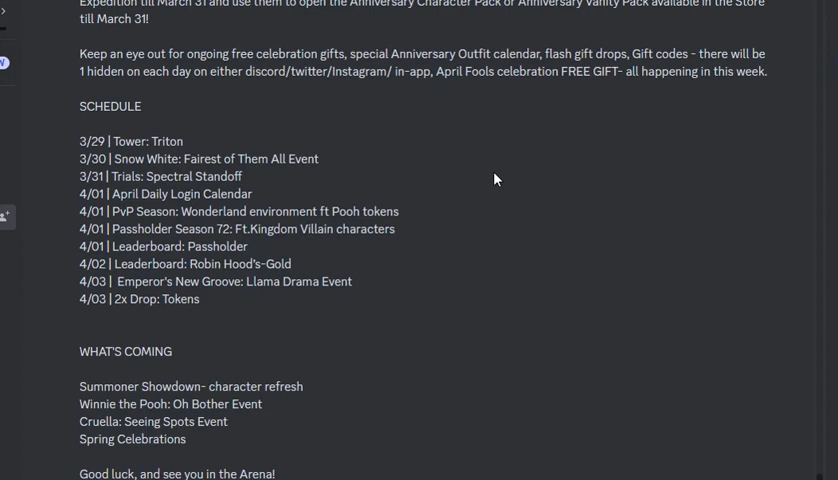 Expedition till March 31 and use them to open the Anniversary Character Pack or Anniversary Vanity Pack available in the Store
till March 31!
Keep an eye out for ongoing free celebration gifts, special Anniversary Outfit calendar, flash gift drops, Gift codes - there will be
1 hidden on each day on either discord/twitter/Instagram/ in-app, April Fools celebration FREE GIFT- all happening in this week.
SCHEDULE
3/29 | Tower: Triton
3/30 | Snow White: Fairest of Them All Event
3/31 | Trials: Spectral Standoff
4/01 | April Daily Login Calendar
4/01 | PvP Season: Wonderland environment ft Pooh tokens
4/01 | Passholder Season 72: Ft.Kingdom Villain characters
4/01 | Leaderboard: Passholder
4/02 | Leaderboard: Robin Hood's-Gold
4/03 |  Emperor's New Groove: Llama Drama Event
4/03 | 2x Drop: Tokens
WHAT'S COMING
Summoner Showdown- character refresh
Winnie the Pooh: Oh Bother Event
Cruella: Seeing Spots Event
Spring Celebrations
Good luck, and see you in the Arena!